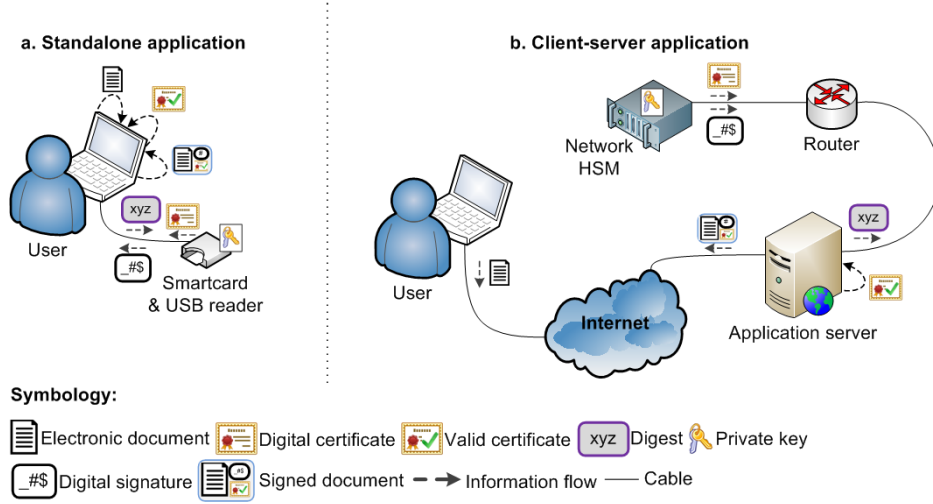 a. Standalone application
b. Client-server application
_#$
Network
HSM
Router
xyz
User
_#$
Smartcard
& USB reader
xyz
User
Internet
Application server
Symbology:
Electronic document
Digital certificate
Valid certificate
xyz
Digest
Private key
_#$
Digital signature
Signed document
Information flow
Cable